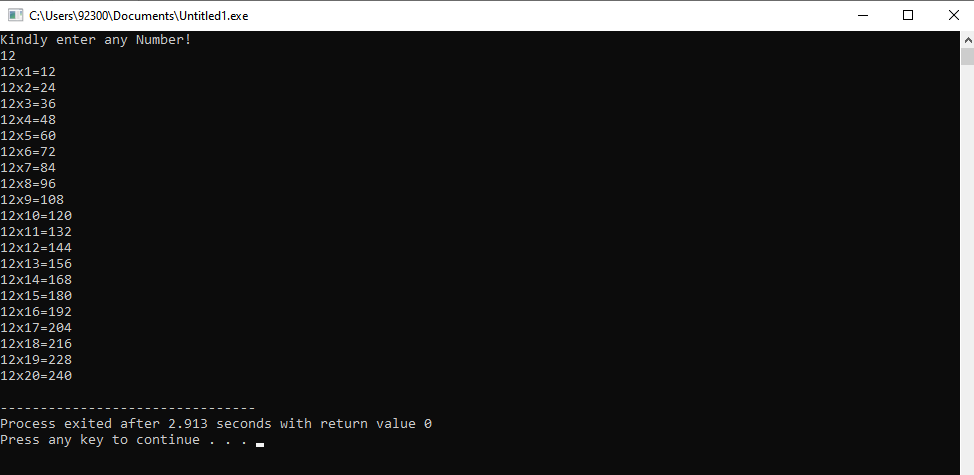 C:\Users\92300\Documents\Untitled1.exe
Kindly enter any Number!
12
12x1=12
12x2=24
12x3=36
12x4=48
12x5=60
12x6=72
12x7=84
12x8=96
12x9=108
12x10=120
12x11=132
12x12=144
12x13=156
12x14=168
12x15=180
12x16=192
12x17=204
12x18=216
12x19=228
12x20=240
--------------------------------
Process exited after 2.913 seconds with return value 0
Press any key to continue . . .